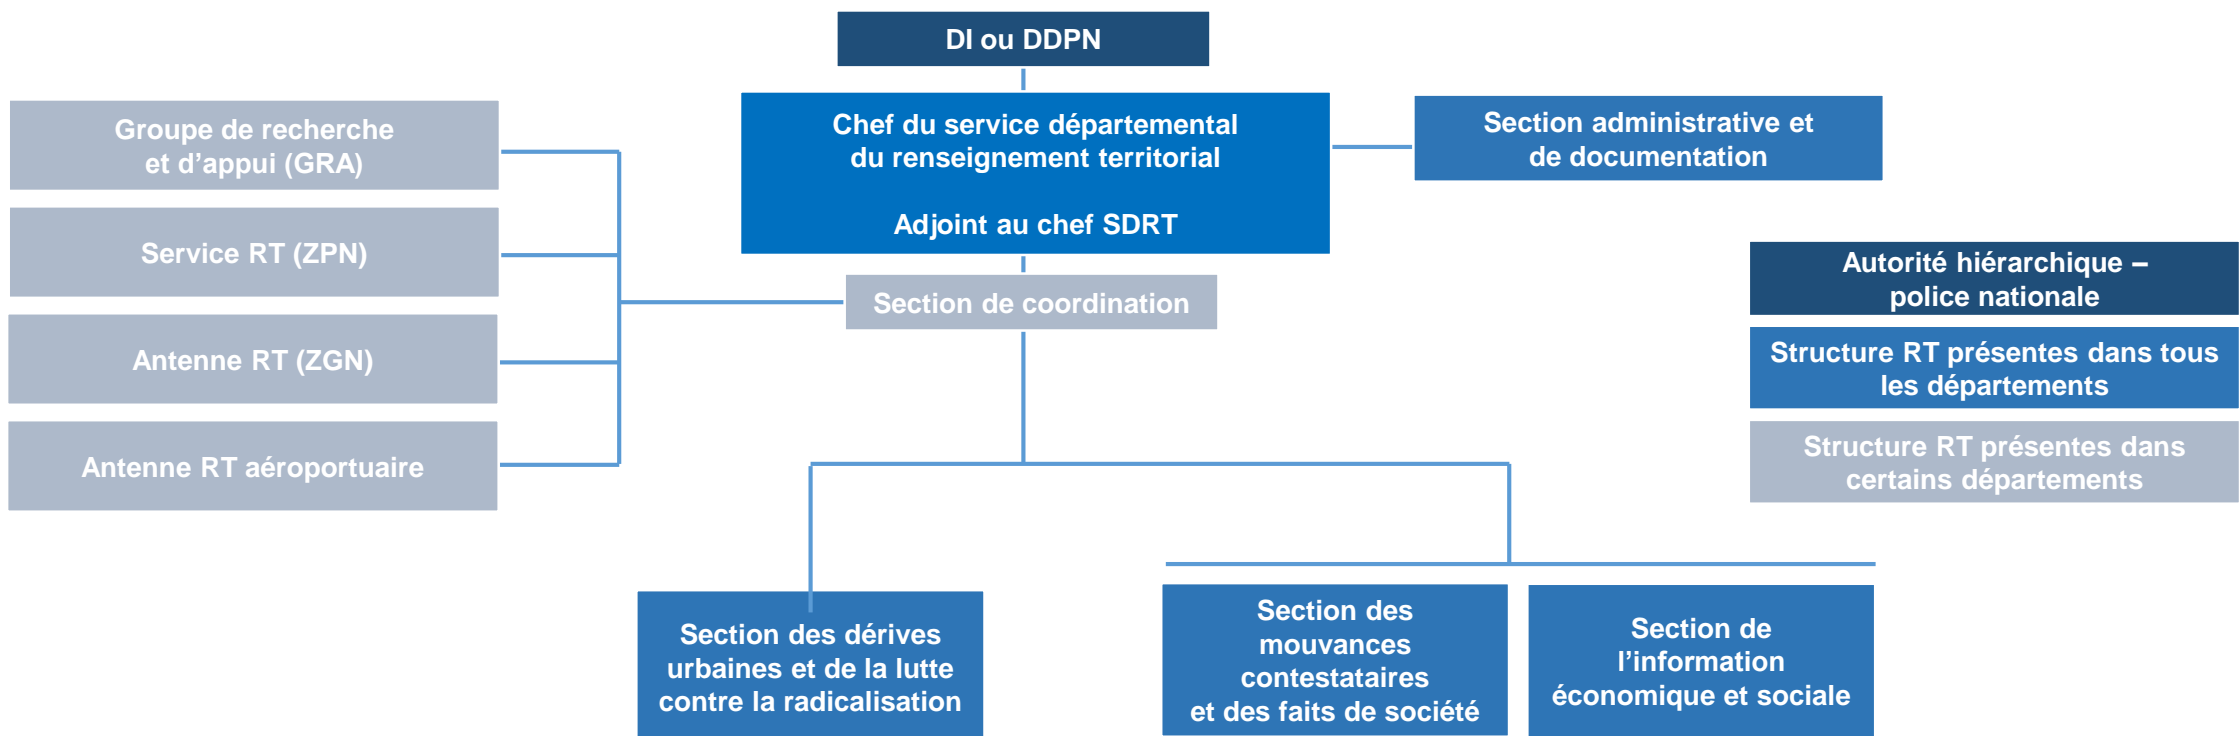 DI ou DDPN
Chef du service départemental
du renseignement territorial
Adjoint au chef SDRT
Section administrative et
de documentation
Groupe de recherche
et d’appui (GRA)
Service RT (ZPN)
Antenne RT (ZGN)
Antenne RT aéroportuaire
Section de coordination
Autorité hiérarchique –
police nationale
Structure RT présentes dans tous
les départements
Structure RT présentes dans
certains départements
Section des dérives
urbaines et de la lutte
contre la radicalisation
Section des
mouvances
contestataires
et des faits de société
Section de
l’information
économique et sociale